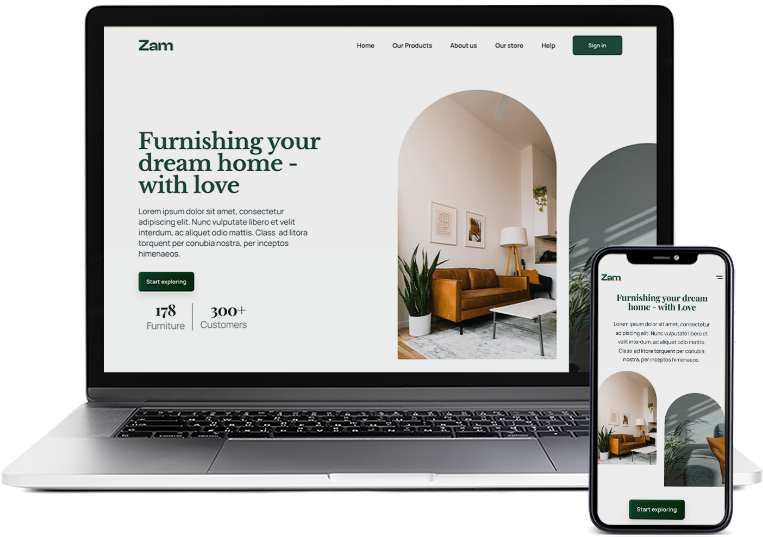 Zam
Home Our Products About us Our store Help Sign in
Furnishing your
dream home -
with love
Lorem ipsum dolor sit amet, consectetur
adipiscing elit. Nunc vulputate libero et velit
interdum, ac aliquet odio mattis. Class ad litora
torquent per conubia nostra, per inceptos
himenaeos.
Start exploring
178 300+
Furniture Customers
Zam
Furnishing your dream
home - with Love
Lorem ipsum dolor sit amet, consectetur
adipiscing elit. Nunc vulputate libero et
velit interdum, ac aliquet odio mattis.
Class ad litora torquent per conubia
nostra, per inceptos himenaeos.
Start exploring